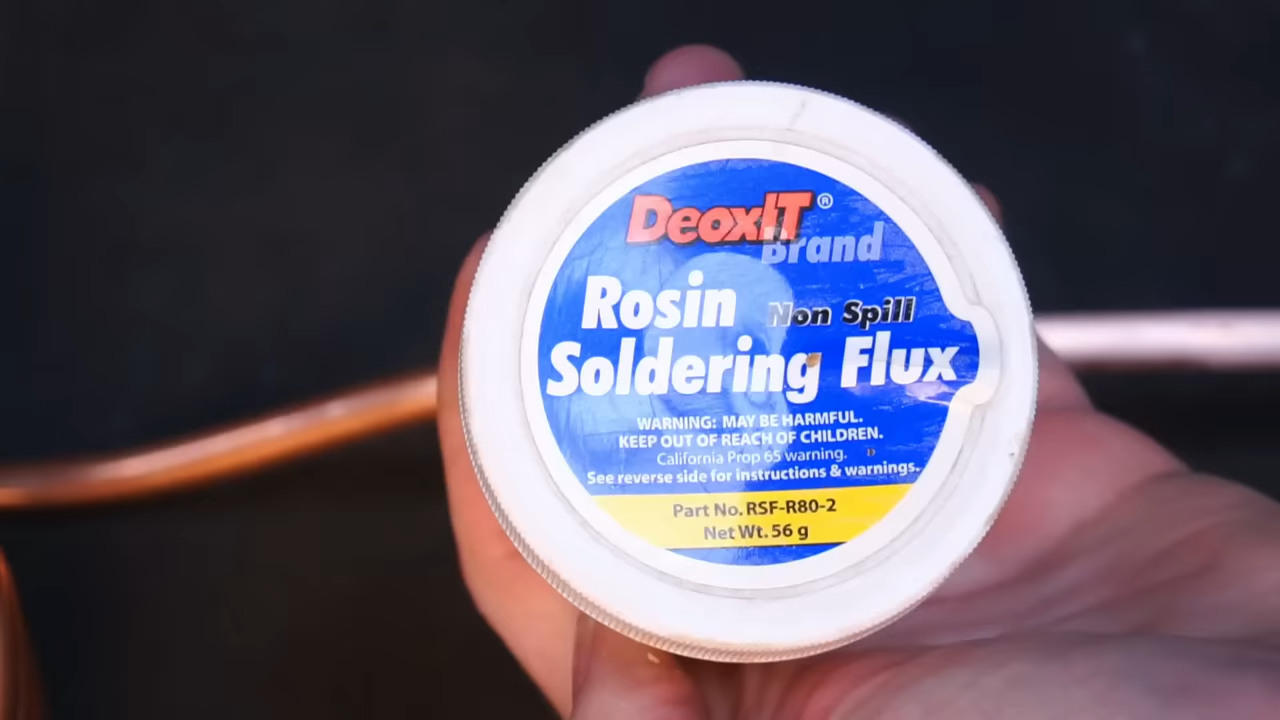 DeoxIT®
Brand
Rosin Non Spill
Soldering Flux
WARNING: MAY BE HARMFUL.
KEEP OUT OF REACH OF CHILDREN.
California Prop 65 warning.
See reverse side for instructions & warnings.
Part No. RSF-R80-2
Net Wt. 56 g